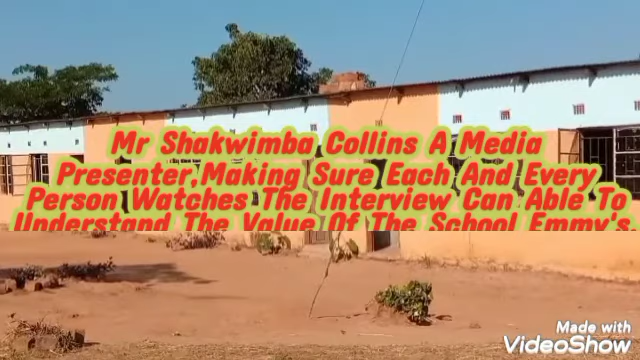 Mr Shakwimba Collins A Media
Presenter,Making Sure Each And Every
Person Watches The Interview Can Able To
Understand The Value Of The School Emmy's,
Made with
VideoShow